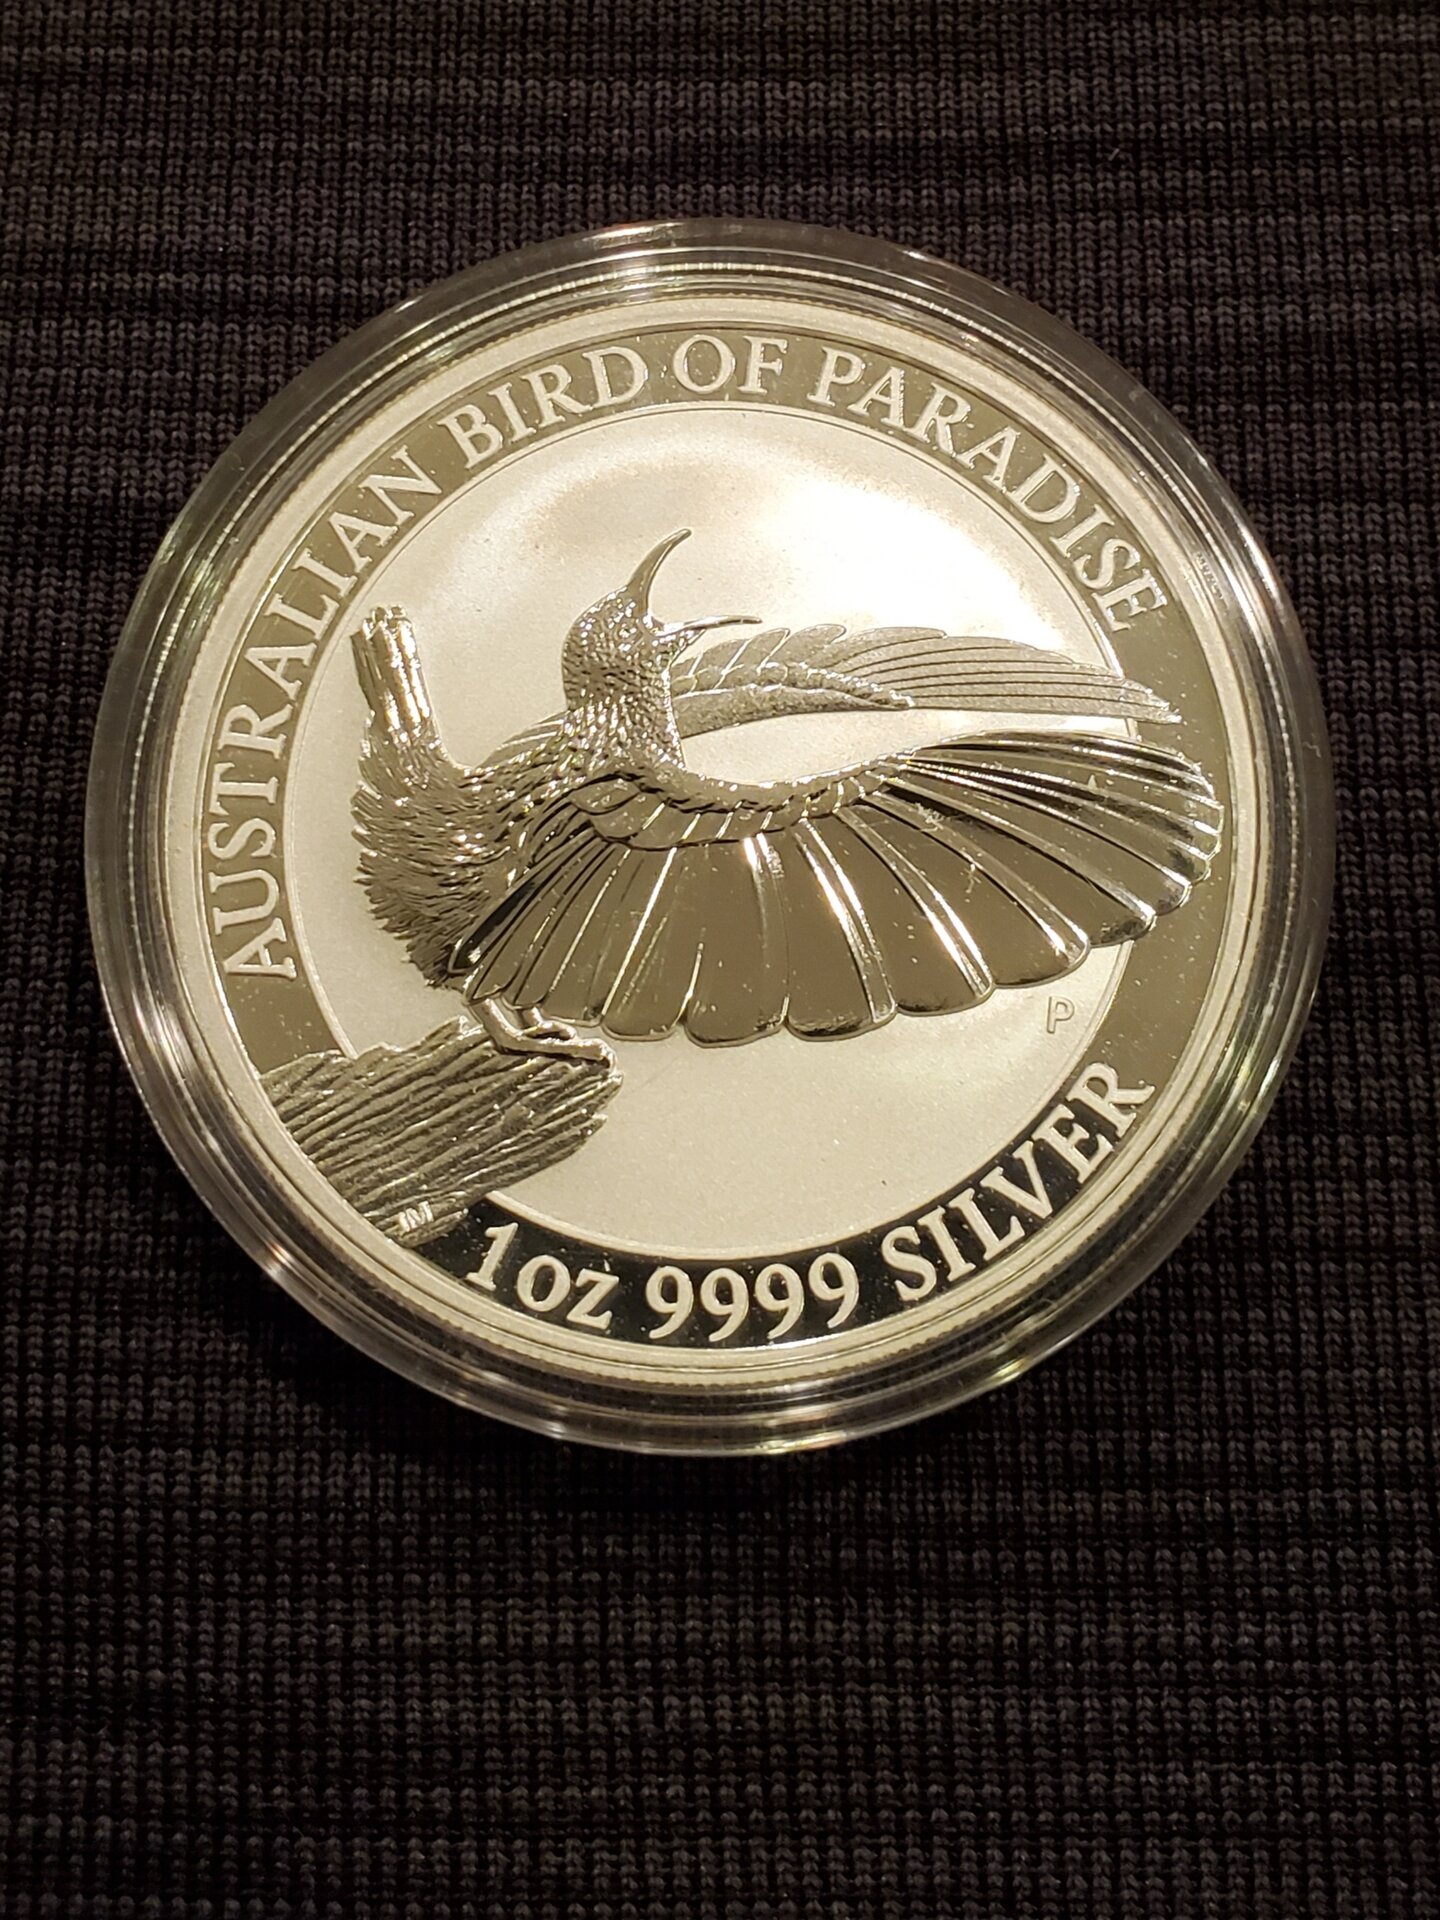 AUSTRALIAN BIRD OF PARADISE
P
JM
1oz 9999 SILVER